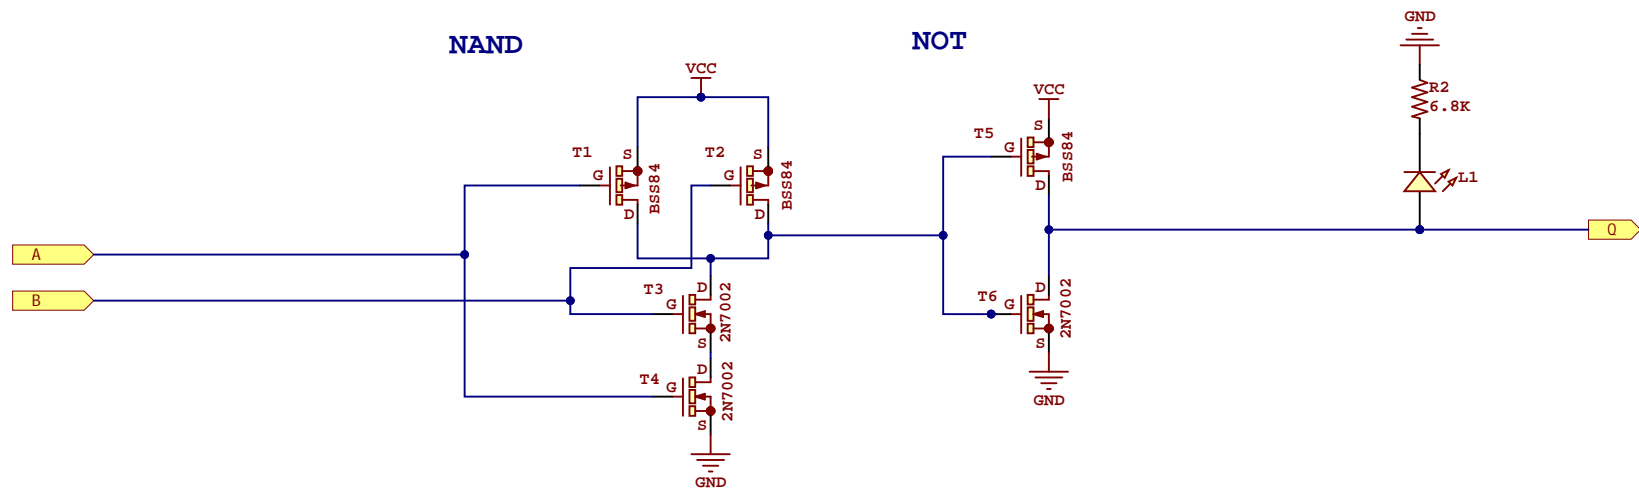 NAND
NOT
GND
VCC
VCC
R2
6.8K
T1
S
G
D
BSS84
T2
S
G
D
BSS84
T5
S
G
D
BSS84
L1
A
B
Q
T3
D
G
S
2N7002
T4
D
G
S
2N7002
GND
T6
D
G
S
2N7002
GND